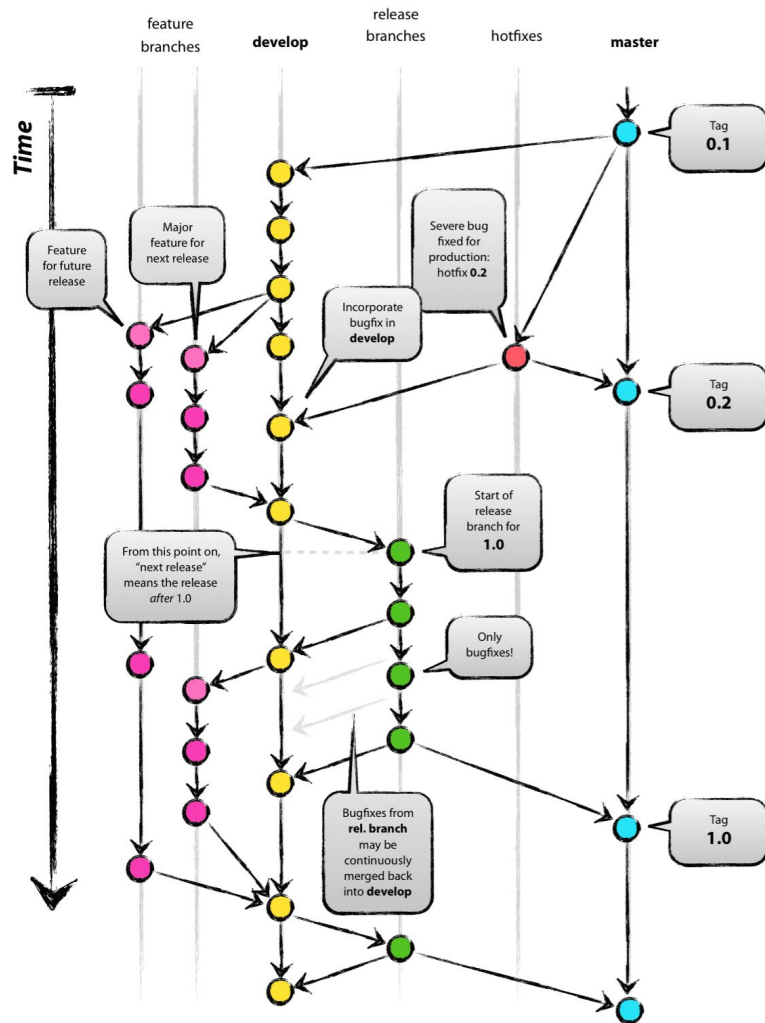 feature
branches
develop
release
branches
hotfixes
master
Time
Tag
0.1
Feature
for future
release
Major
feature for
next release
Severe bug
fixed for
production:
hotfix 0.2
Incorporate
bugfix in
develop
Tag
0.2
Start of
release
branch for
1.0
From this point on,
“next release”
means the release
after 1.0
Only
bugfixes!
Bugfixes from
rel. branch
may be
continuously
merged back
into develop
Tag
1.0